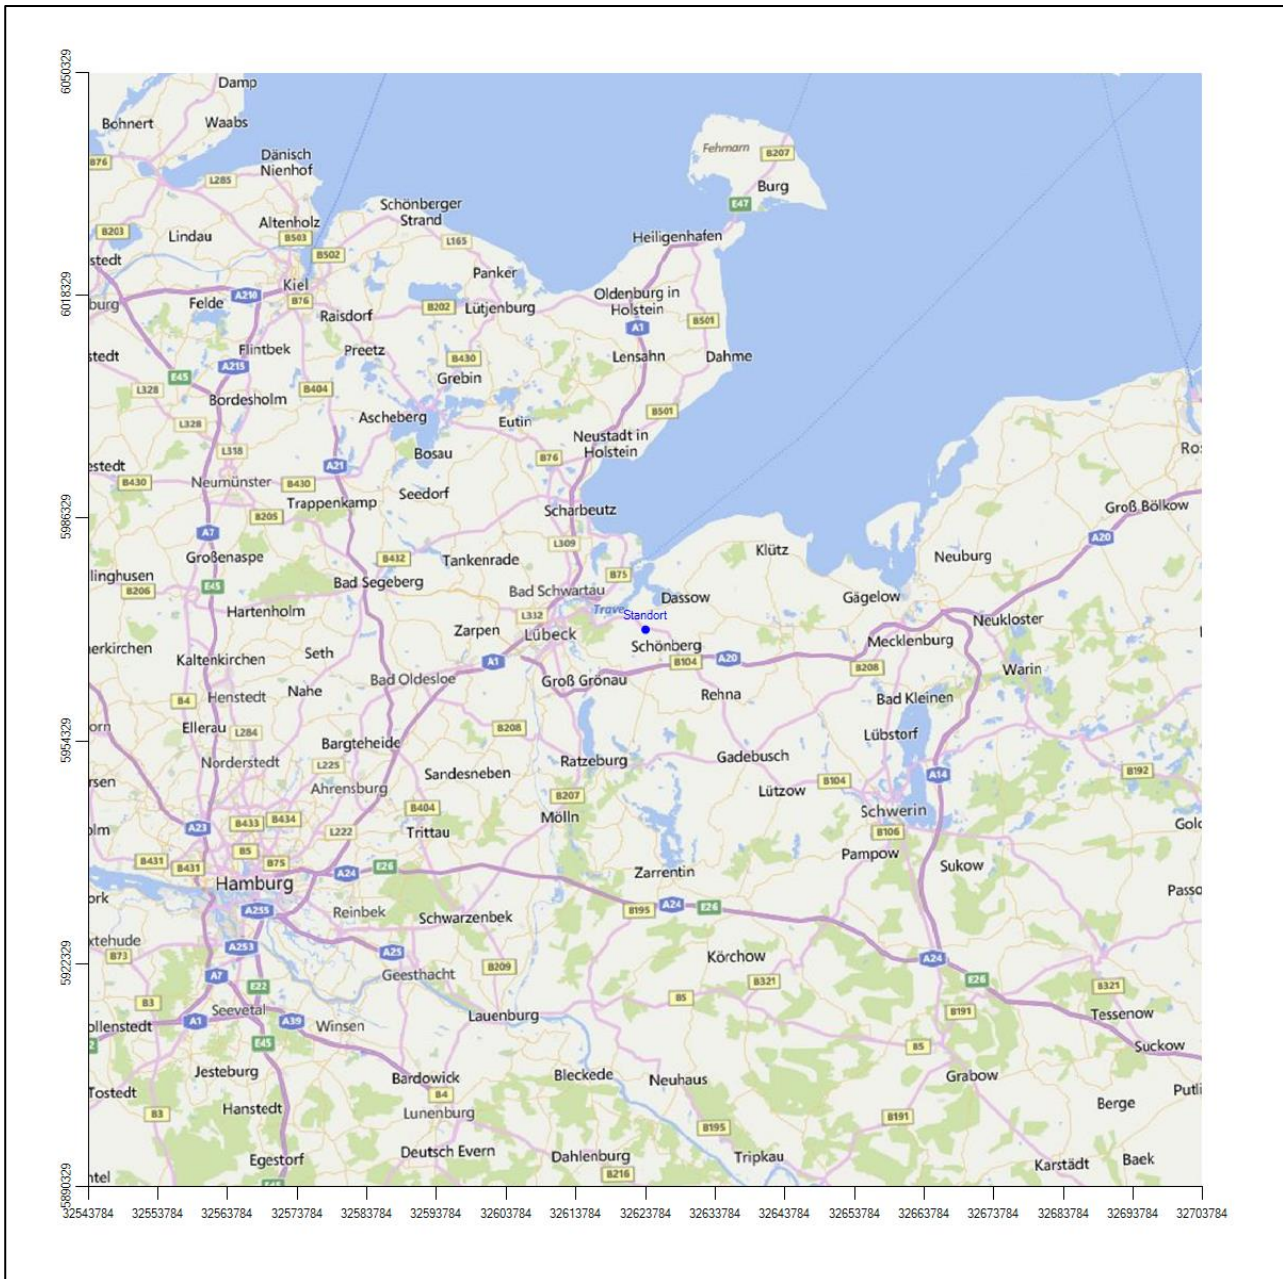 6050329
Damp
Bohnert
Waabs
B76
Dänisch
Nienhof
L285
Fehmarn
B207
Burg
E47
Schönberger
Strand
Altenholz
B203
Lindau
B503
B502
L165
Heiligenhafen
stedt
Panker
Kiel
6018329
burg
Felde
A210
B76
Raisdorf
B202
Lütjenburg
Oldenburg in
Holstein
A1
B501
stedt
Flintbek
A215
Preetz
B430
Grebin
Lensahn
Dahme
E45
L328
B404
Bordesholm
Ascheberg
Eutin
B501
L328
L318
Neustadt in
Holstein
Bosau
B76
estedt
A21
B430
Neumünster
B430
Trappenkamp
Seedorf
Scharbeutz
Groß Bölkow
5986329
B205
A7
A20
Großenaspe
B432
Tankenrade
L309
Klütz
Neuburg
llinghusen
B206
E45
Bad Segeberg
Bad Schwartau
B75
Dassow
Gägelow
Hartenholm
L332
Trave
Standort
Neukloster
Zarpen
Lübeck
Schönberg
Mecklenburg
erkirchen
Kaltenkirchen
Seth
A1
B104
A20
B208
Warin
Bad Oldesloe
Groß Grönau
Rehna
B4
Henstedt
Nahe
Bad Kleinen
orn
Ellerau
L284
B208
Lübstorf
5954329
Bargteheide
Norderstedt
L225
Sandesneben
Ratzeburg
Gadebusch
A14
B192
rsen
Ahrensburg
B207
Lützow
B104
B404
Schwerin
A23
B433
B434
L222
Trittau
Mölln
B106
B5
B75
B431
B431
Pampow
Sukow
Hamburg
A24
E26
Zarrentin
A255
Reinbek
Schwarzenbek
B195
A24
E26
xtehude
A253
A25
B73
Körchow
A24
5922329
A7
Geesthacht
B209
B321
E26
E22
B3
B5
B321
Seevetal
ollenstedt
A1
A39
Winsen
Lauenburg
B191
Tessenow
E45
B5
Suckow
Jesteburg
Bardowick
Bleckede
Neuhaus
Grabow
Tostedt
B4
Berge
B3
Hanstedt
Lunenburg
B191
B195
Egestorf
Deutsch Evern
Dahlenburg
Tripkau
Karstädt
Baek
B216
5890329
32543784 32553784 32563784 32573784 32583784 32593784 32603784 32613784 32623784 32633784 32643784 32653784 32663784 32673784 32683784 32693784 32703784